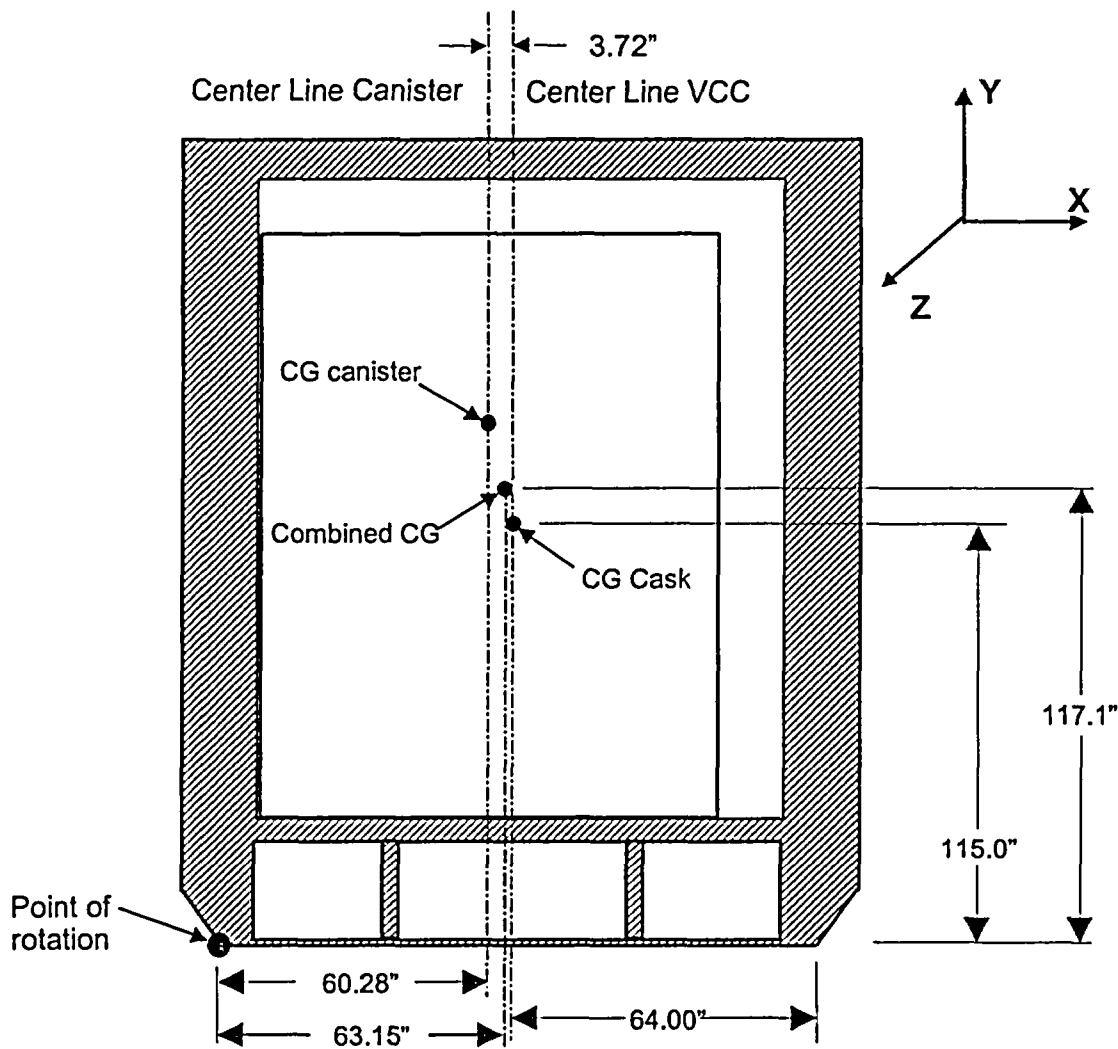 3.72”
Center Line Canister
Center Line VCC
Y
X
Z
CG canister
Combined CG
CG Cask
117.1”
115.0”
Point of
rotation
60.28”
63.15”
64.00”